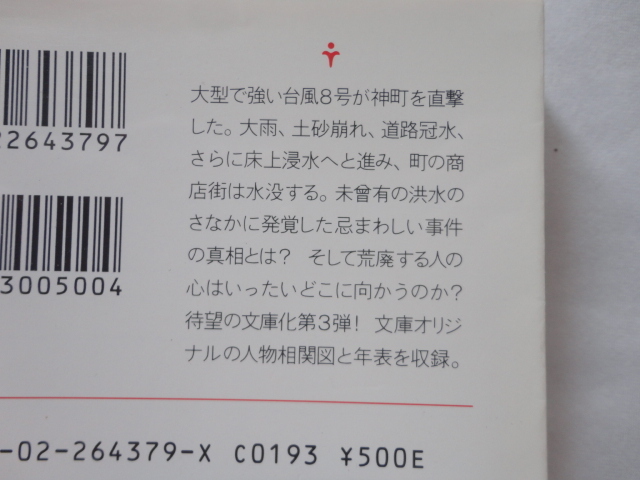 大型で強い台風8号が神町を直撃
した。大雨、土砂崩れ、道路冠水、
さらに床上浸水へと進み、町の商
店街は水没する。未曾有の洪水の
さなかに発覚した忌まわしい事件
の真相とは? そして荒廃する人の
心はいったいどこに向かうのか?
待望の文庫化第3弾! 文庫オリジ
ナルの人物相関図と年表を収録。
22643797
3005004
-02-264379-X C0193 ¥500E